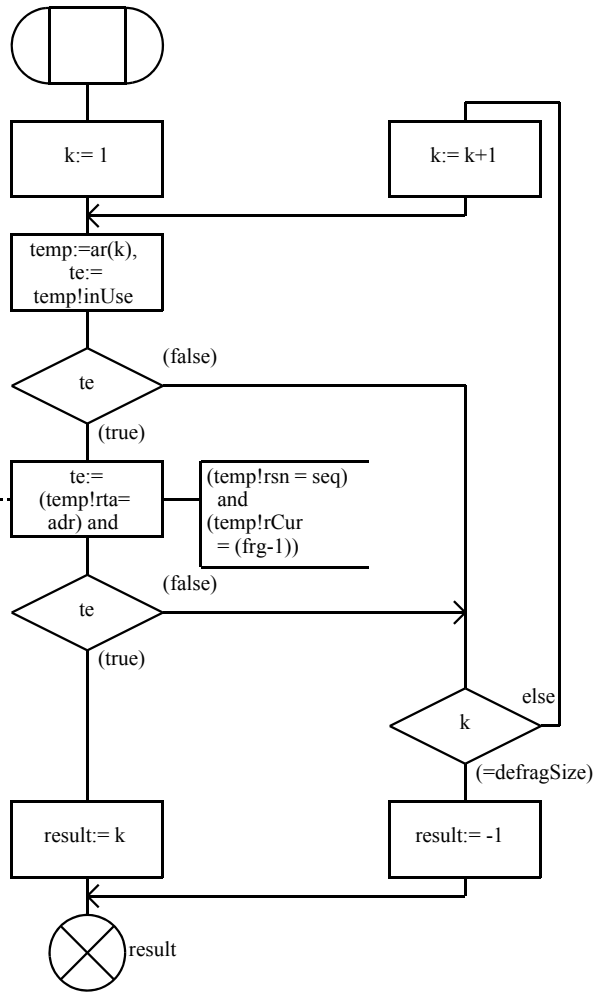 k:= 1
k:= k+1
temp:=ar(k),
te:=
temp!inUse
(false)
te
(true)
te:=
(temp!rta=
adr) and
(temp!rsn = seq)
and
(temp!rCur
= (frg-1))
(false)
te
(true)
else
k
(=defragSize)
result:= k
result:= -1
result